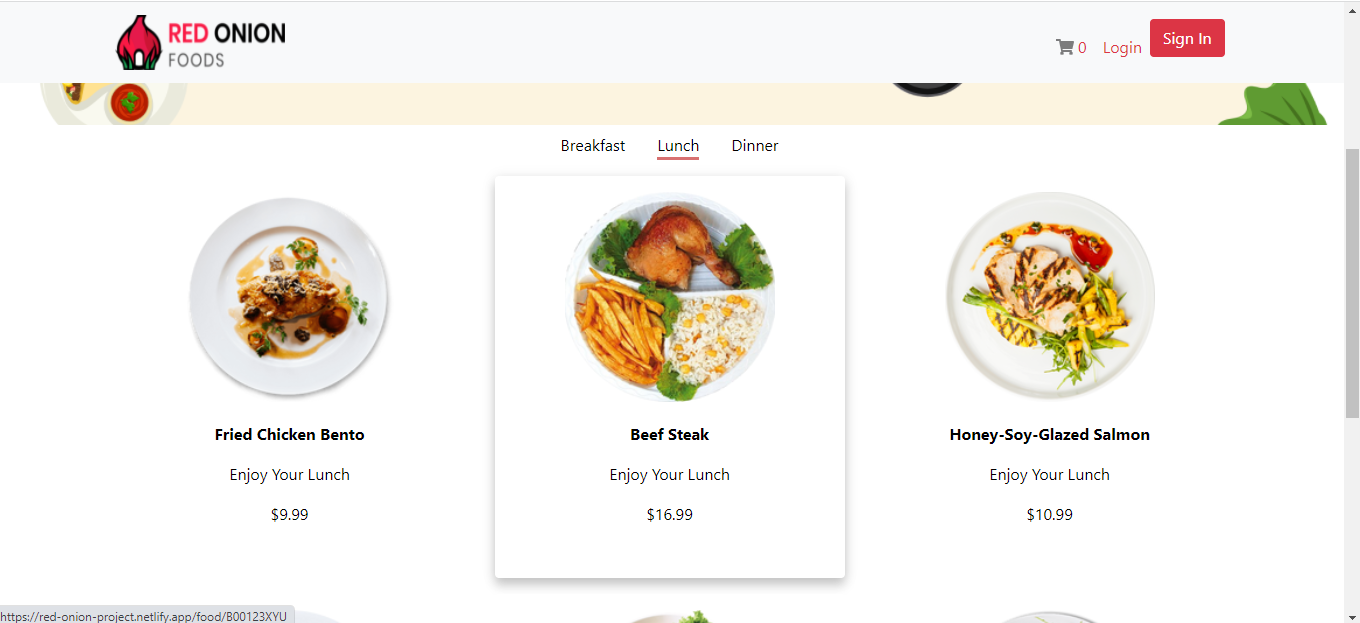 RED ONION
FOODS
0
Login
Sign In
Breakfast
Lunch
Dinner
Fried Chicken Bento
Enjoy Your Lunch
$9.99
Beef Steak
Enjoy Your Lunch
$16.99
Honey-Soy-Glazed Salmon
Enjoy Your Lunch
$10.99
https://red-onion-project.netlify.app/food/B00123XYU